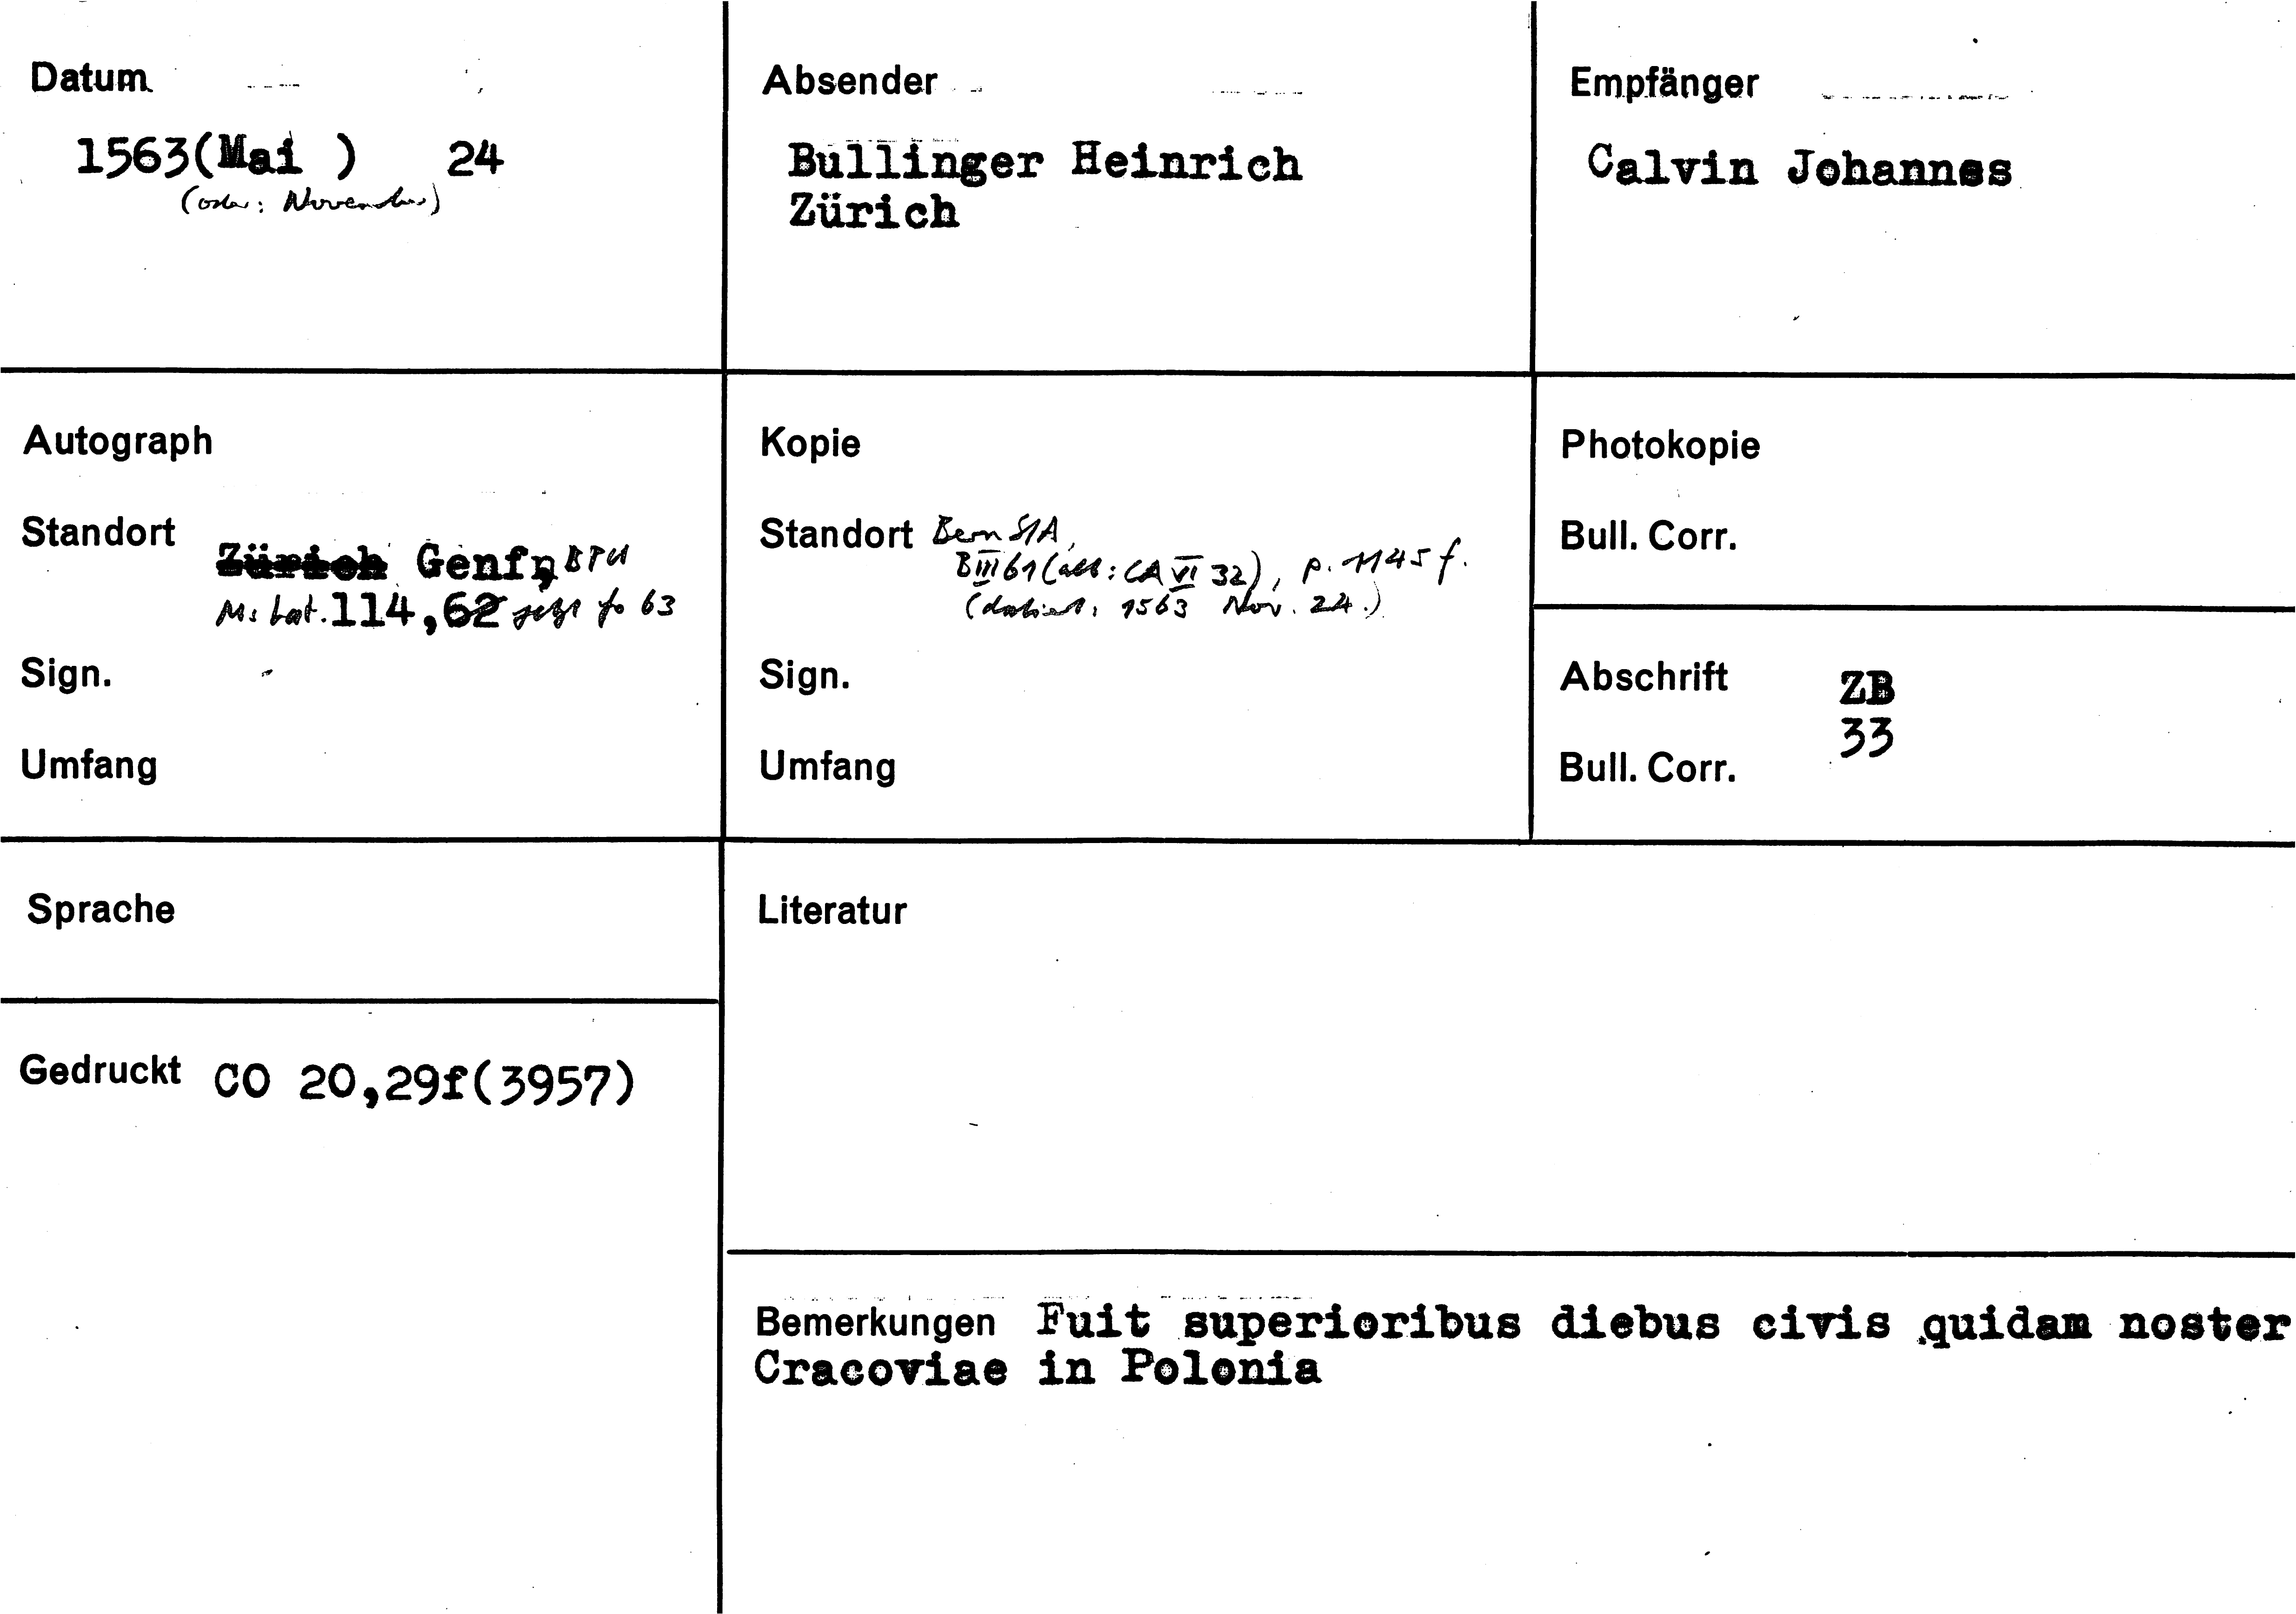 Datum
1563(Mai ) 24
(oder: November)
Absender
Bullinger Heinrich
Zürich
Empfänger
Calvin Johannes
Autograph
Standort
Zürich Genf, BPU
Ms lat. 114,62 jetzt fo 63
Sign.
Umfang
Kopie
Standort Bern StA,
B III 61 (alt: CA VI 32), p. 1145 f.
(datiert: 1563 Nov. 24.)
Sign.
Umfang
Photokopie
Bull. Corr.
Abschrift ZB
33
Bull. Corr.
Sprache
Gedruckt CO 20,29f(3957)
Literatur
Bemerkungen Fuit superioribus diebus civis quidam noster
Cracoviae in Polonia